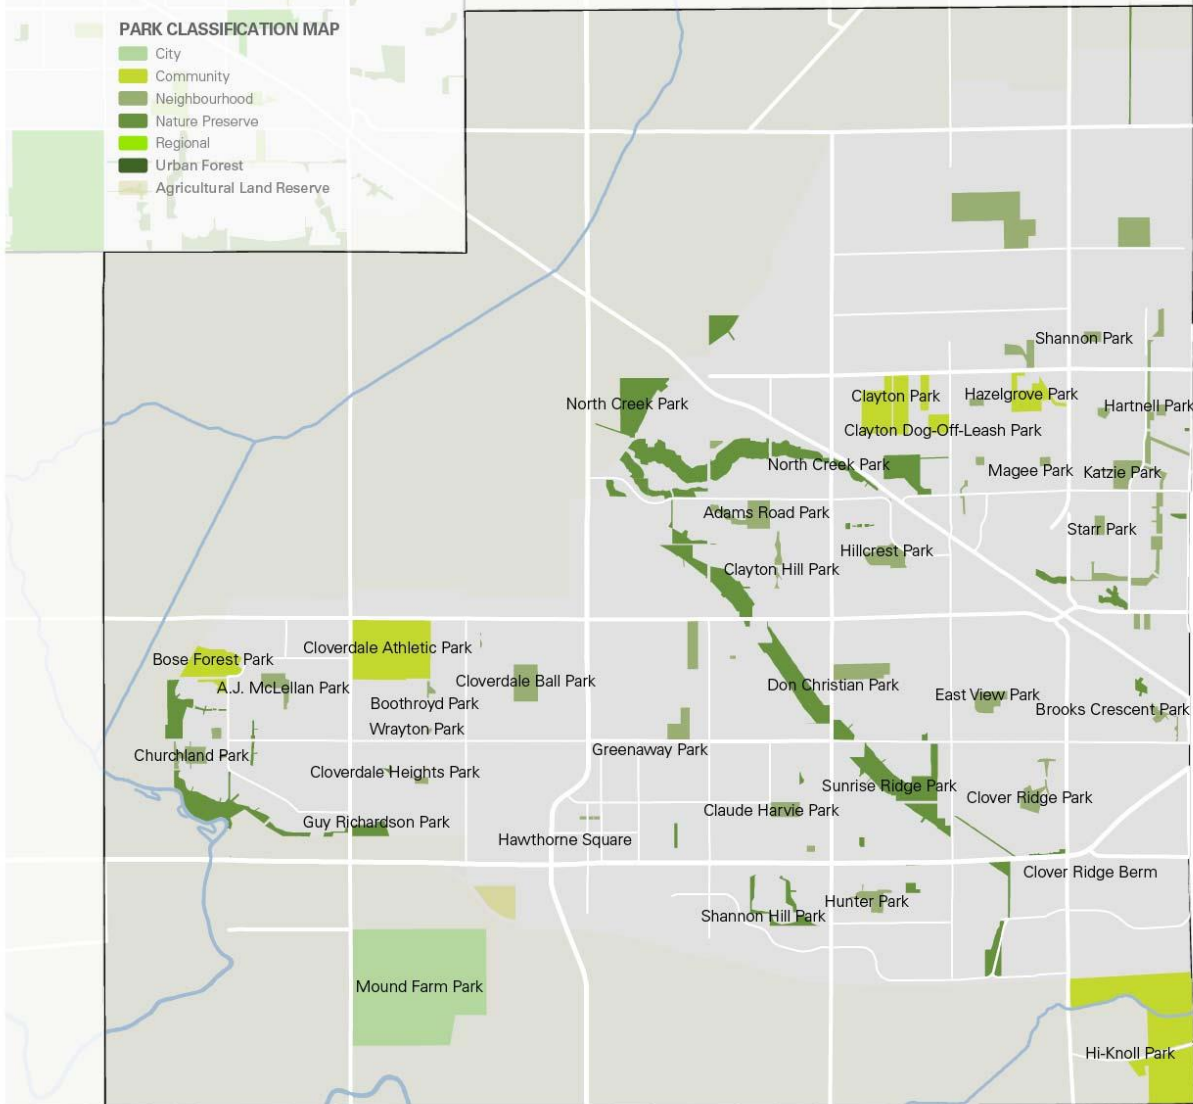 PARK CLASSIFICATION MAP
City
Community
Neighbourhood
Nature Preserve
Regional
Urban Forest
Agricultural Land Reserve
Shannon Park
North Creek Park
Clayton Park
Hazelgrove Park
Hartnell Park
Clayton Dog-Off-Leash Park
North Creek Park
Magee Park
Katzie Park
Adams Road Park
Starr Park
Hillcrest Park
Clayton Hill Park
Cloverdale Athletic Park
Bose Forest Park
A.J. McLellan Park
Cloverdale Ball Park
Don Christian Park
East View Park
Boothroyd Park
Brooks Crescent Park
Wrayton Park
Greenaway Park
Churchland Park
Cloverdale Heights Park
Sunrise Ridge Park
Clover Ridge Park
Claude Harvie Park
Guy Richardson Park
Hawthorne Square
Clover Ridge Berm
Hunter Park
Shannon Hill Park
Mound Farm Park
Hi-Knoll Park